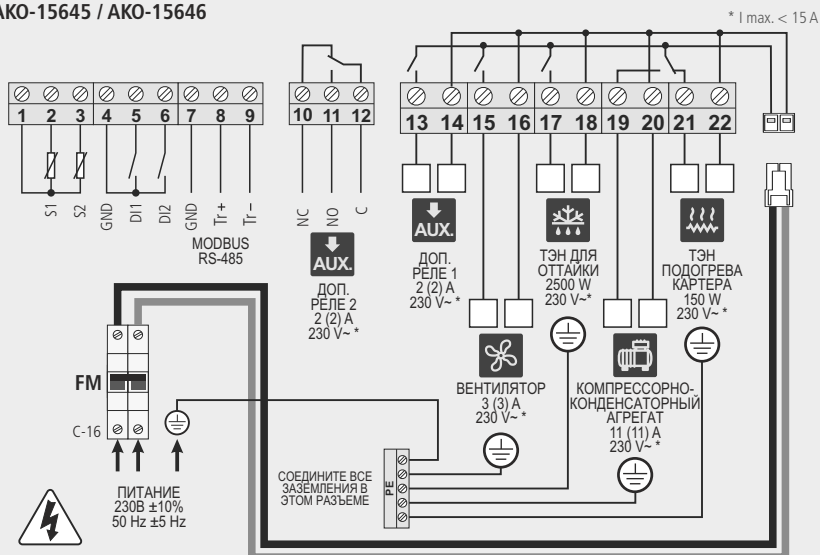 АКО-15645 / АКО-15646
* I max. < 15 A
1 2 3 4 5 6 7 8 9
10 11 12
13 14 15 16 17 18 19 20 21 22
S1
S2
GND
DI1
DI2
GND
Tr +
Tr –
MODBUS
RS-485
NC
NO
C
AUX.
ДОП.
РЕЛЕ 2
2 (2) A
230 V~ *
AUX.
ДОП.
РЕЛЕ 1
2 (2) A
230 V~ *
ТЭН ДЛЯ
ОТТАЙКИ
2500 W
230 V~*
ТЭН
ПОДОГРЕВА
КАРТЕРА
150 W
230 V~ *
ВЕНТИЛЯТОР
3 (3) A
230 V~ *
КОМПРЕССОРНО-
КОНДЕНСАТОРНЫЙ
АГРЕГАТ
11 (11) A
230 V~ *
FM
C-16
ПИТАНИЕ
230В ±10%
50 Hz ±5 Hz
СОЕДИНИТЕ ВСЕ
ЗАЗЕМЛЕНИЯ В
ЭТОМ РАЗЪЕМЕ
PE